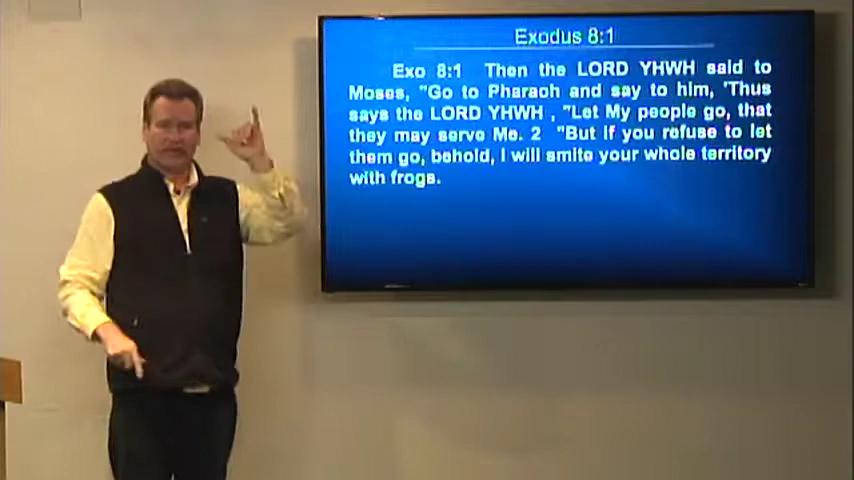 Exodus 8:1
Exo 8:1 Then the LORD YHWH said to
Moses, "Go to Pharaoh and say to him, 'Thus
says the LORD YHWH , "Let My people go, that
they may serve Me. 2 "But if you refuse to let
them go, behold, I will smite your whole territory
with frogs.